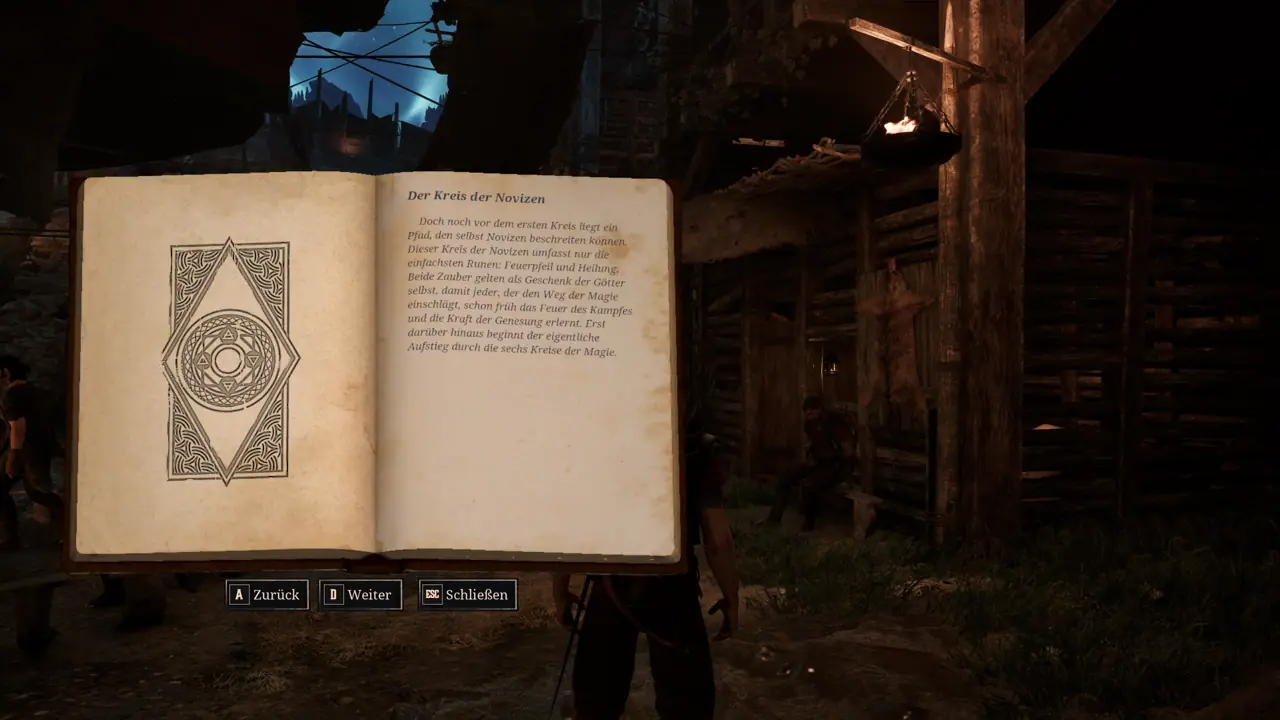 Der Kreis der Novizen
Doch noch vor dem ersten Kreis liegt ein
Pfad, den selbst Novizen beschreiten können.
Dieser Kreis der Novizen umfasst nur die
einfachsten Runen: Feuerpfeil und Heilung.
Beide Zauber gelten als Geschenk der Götter
selbst, damit jeder, der den Weg der Magie
einschlägt, schon früh das Feuer des Kampfes
und die Kraft der Genesung erlernt. Erst
darüber hinaus beginnt der eigentliche
Aufstieg durch die sechs Kreise der Magie.
A Zurück D Weiter ESC Schließen